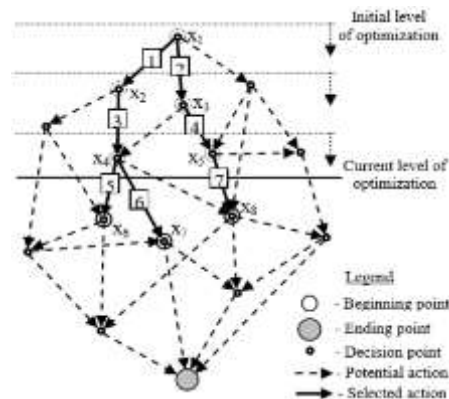 Initial level
of optimization
x₁
1
2
x₂
x₃
3
4
x₄
x₅
Current level of
optimization
5
6
7
x₆
x₇
x₈
Legend
- Beginning point
- Ending point
- Decision point
- Potential action
- Selected action